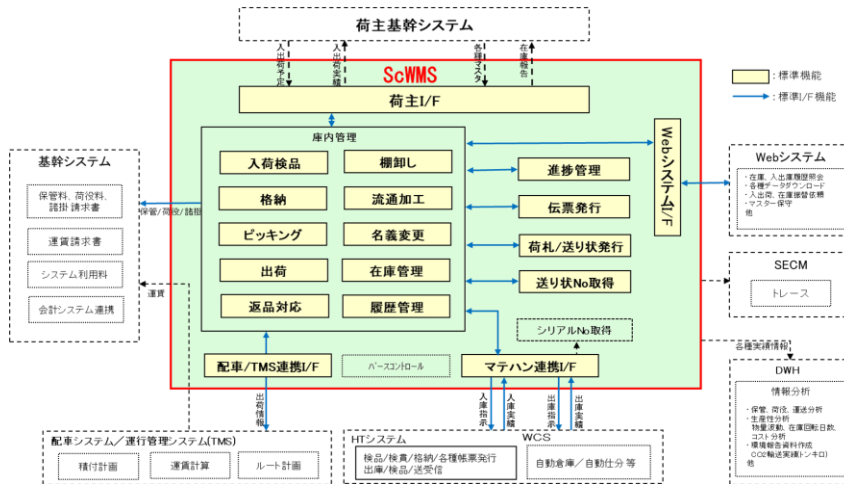 荷主基幹システム
入出荷予定
入出荷実績
各種マスタ
在庫報告
ScWMS
荷主I/F
：標準機能
：標準I/F機能
庫内管理
入荷検品
棚卸し
格納
流通加工
ピッキング
名義変更
出荷
在庫管理
返品対応
履歴管理
進捗管理
伝票発行
荷札/送り状発行
送り状No取得
シリアルNo取得
WebシステムI/F
配車/TMS連携I/F
バースコントロール
マテハン連携I/F
基幹システム
保管料、荷役料、
諸掛請求書
運賃請求書
システム利用料
会計システム連携
保管/荷役/諸掛
運賃
Webシステム
・在庫、入出庫履歴照会
・各種データダウンロード
・入出荷、在庫振替依頼
・マスター保守
他
SECM
トレース
各種実績情報
DWH
情報分析
・保管、荷役、運送分析
・生産性分析
物量波動、在庫回転日数、
コスト分析
・環境報告資料作成
CO2輸送実績(トンキロ)
他
出荷情報
入庫指示
入庫実績
出庫指示
出庫実績
配車システム／運行管理システム(TMS)
積付計画
運賃計算
ルート計画
HTシステム
検品/検貫/格納/各種帳票発行
出庫/検品/送受信
WCS
自動倉庫／自動仕分等